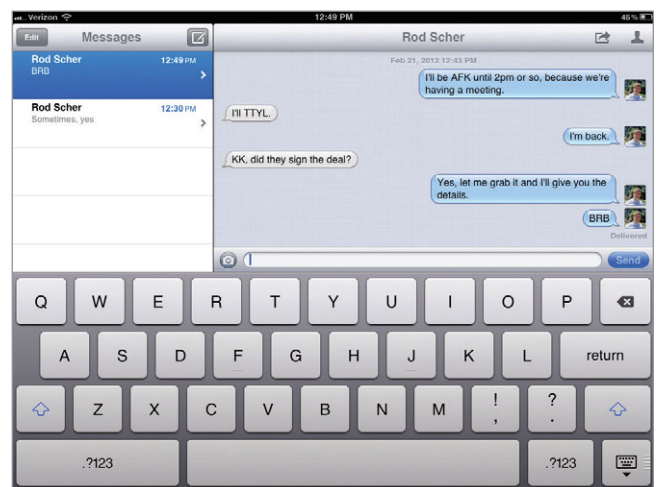 Verizon 12:49 PM 45%
Edit Messages Rod Scher
Rod Scher 12:49 PM
BRB
Rod Scher 12:30 PM
Sometimes, yes
Feb 21, 2012 12:43 PM
I'll be AFK until 2pm or so, because we're
having a meeting.
I'll TTYL.
I'm back.
KK, did they sign the deal?
Yes, let me grab it and I'll give you the
details.
BRB
Delivered
Send
Q W E R T Y U I O P
A S D F G H J K L return
Z X C V B N M ! , ? .
.?123 .?123